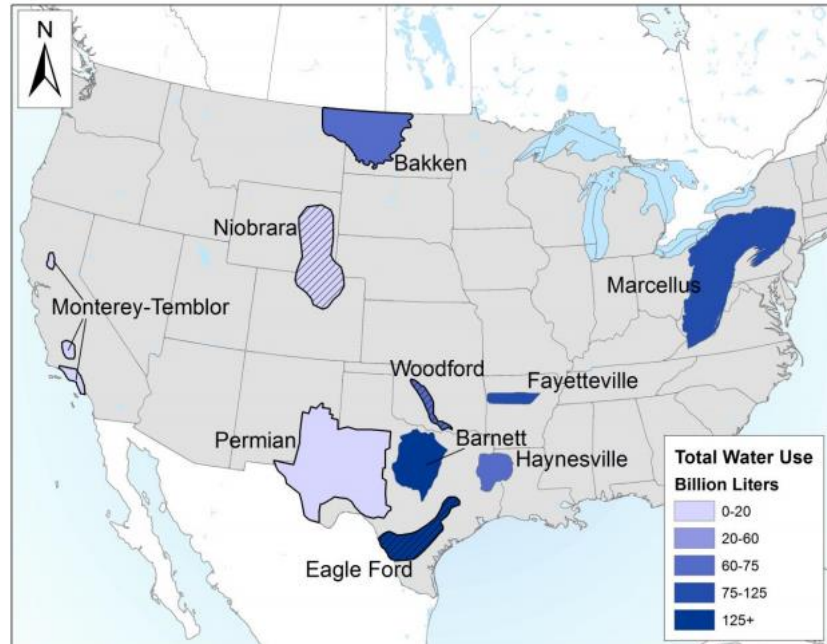 N
Bakken
Niobrara
Marcellus
Monterey-Temblor
Woodford
Fayetteville
Permian
Barnett
Haynesville
Eagle Ford
Total Water Use
Billion Liters
0-20
20-60
60-75
75-125
125+